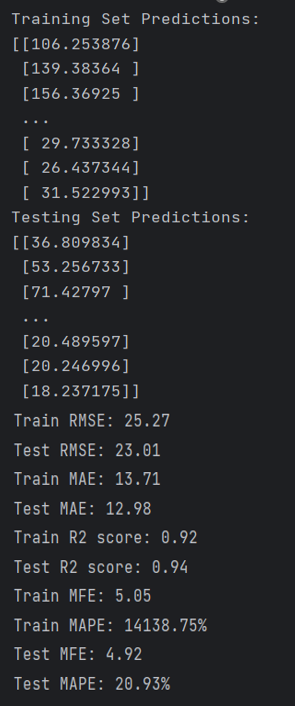 Training Set Predictions:
[[106.253876]
 [139.38364 ]
 [156.36925 ]
 ...
 [ 29.733328]
 [ 26.437344]
 [ 31.522993]]
Testing Set Predictions:
[[36.809834]
 [53.256733]
 [71.42797 ]
 ...
 [20.489597]
 [20.246996]
 [18.237175]]
Train RMSE: 25.27
Test RMSE: 23.01
Train MAE: 13.71
Test MAE: 12.98
Train R2 score: 0.92
Test R2 score: 0.94
Train MFE: 5.05
Train MAPE: 14138.75%
Test MFE: 4.92
Test MAPE: 20.93%